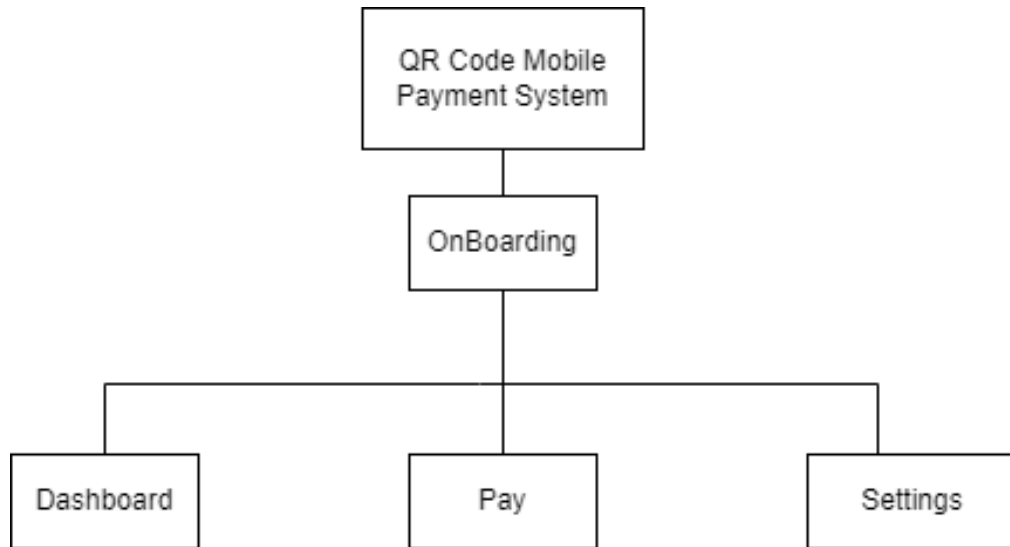 QR Code Mobile
Payment System
OnBoarding
Dashboard
Pay
Settings